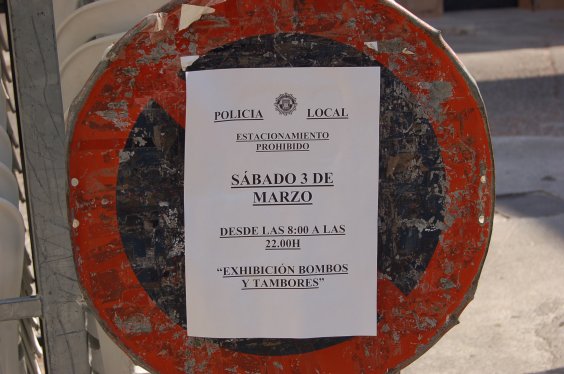 POLICIA LOCAL
ESTACIONAMIENTO
PROHIBIDO
SÁBADO 3 DE
MARZO
DESDE LAS 8:00 A LAS
22.00H
“EXHIBICIÓN BOMBOS
Y TAMBORES”